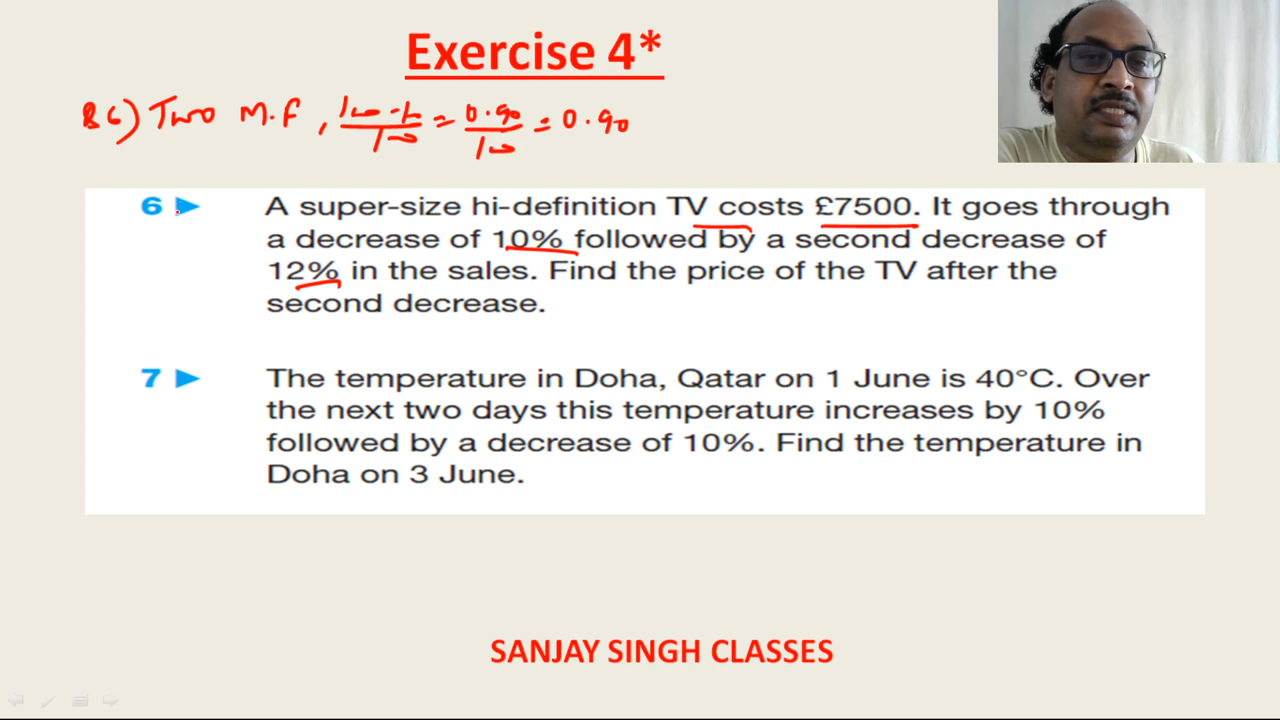 Exercise 4*
86) Two M.F, 100-10/100 = 0.90/100 = 0.90
6 ► A super-size hi-definition TV costs £7500. It goes through
a decrease of 10% followed by a second decrease of
12% in the sales. Find the price of the TV after the
second decrease.
7 ► The temperature in Doha, Qatar on 1 June is 40°C. Over
the next two days this temperature increases by 10%
followed by a decrease of 10%. Find the temperature in
Doha on 3 June.
SANJAY SINGH CLASSES